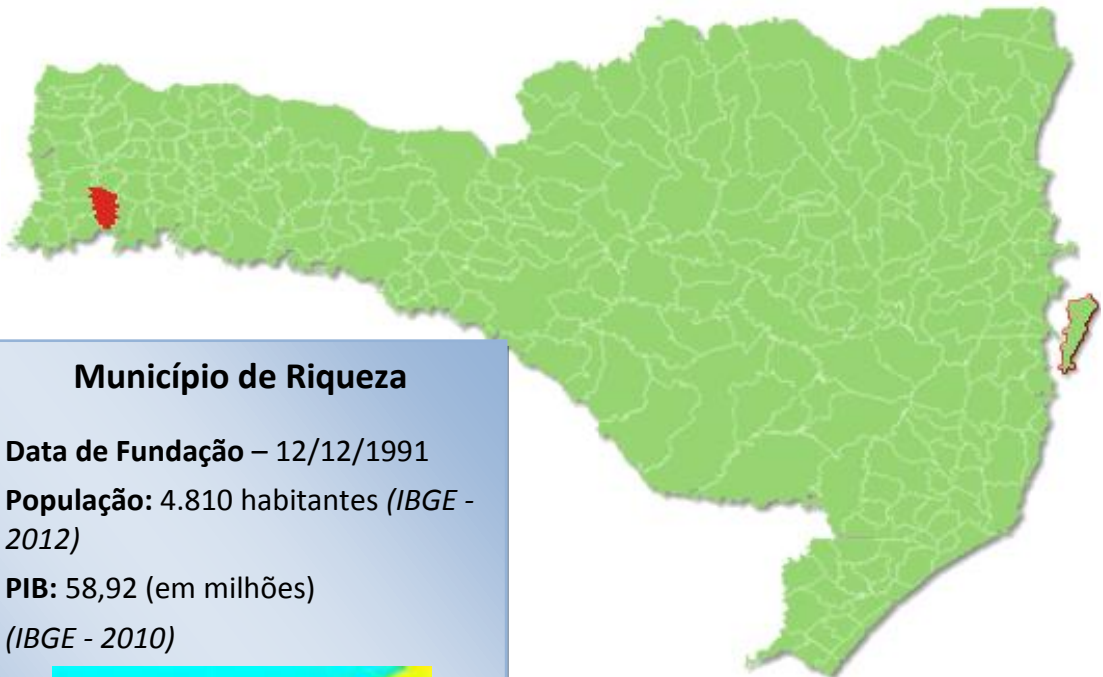 Município de Riqueza
Data de Fundação – 12/12/1991
População: 4.810 habitantes (IBGE -
2012)
PIB: 58,92 (em milhões)
(IBGE - 2010)